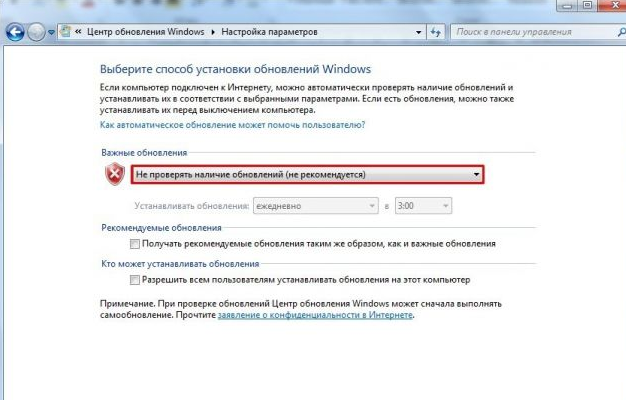 « Центр обновления Windows ▸ Настройка параметров
Поиск в панели управления
Выберите способ установки обновлений Windows
Если компьютер подключен к Интернету, можно автоматически проверять наличие обновлений и
устанавливать их в соответствии с выбранными параметрами. Если есть обновления, можно также
устанавливать их перед выключением компьютера.
Как автоматическое обновление может помочь пользователю?
Важные обновления
Не проверять наличие обновлений (не рекомендуется)
Устанавливать обновления: ежедневно в 3:00
Рекомендуемые обновления
Получать рекомендуемые обновления таким же образом, как и важные обновления
Кто может устанавливать обновления
Разрешить всем пользователям устанавливать обновления на этот компьютер
Примечание. При проверке обновлений Центр обновления Windows может сначала выполнять
самообновление. Прочтите заявление о конфиденциальности в Интернете.